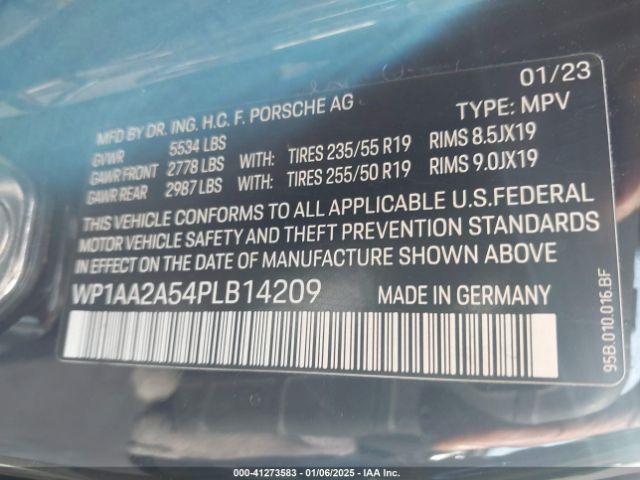 01/23
MFD BY DR. ING. H.C. F. PORSCHE AG TYPE: MPV
GVWR 5534 LBS
GAWR FRONT 2778 LBS WITH: TIRES 235/55 R19 RIMS 8.5JX19
GAWR REAR 2987 LBS WITH: TIRES 255/50 R19 RIMS 9.0JX19
THIS VEHICLE CONFORMS TO ALL APPLICABLE U.S.FEDERAL
MOTOR VEHICLE SAFETY AND THEFT PREVENTION STANDARDS
IN EFFECT ON THE DATE OF MANUFACTURE SHOWN ABOVE
WP1AA2A54PLB14209 MADE IN GERMANY
95B.010.016.BF
000-41273583 / 01/06/2025 / IAA Inc.